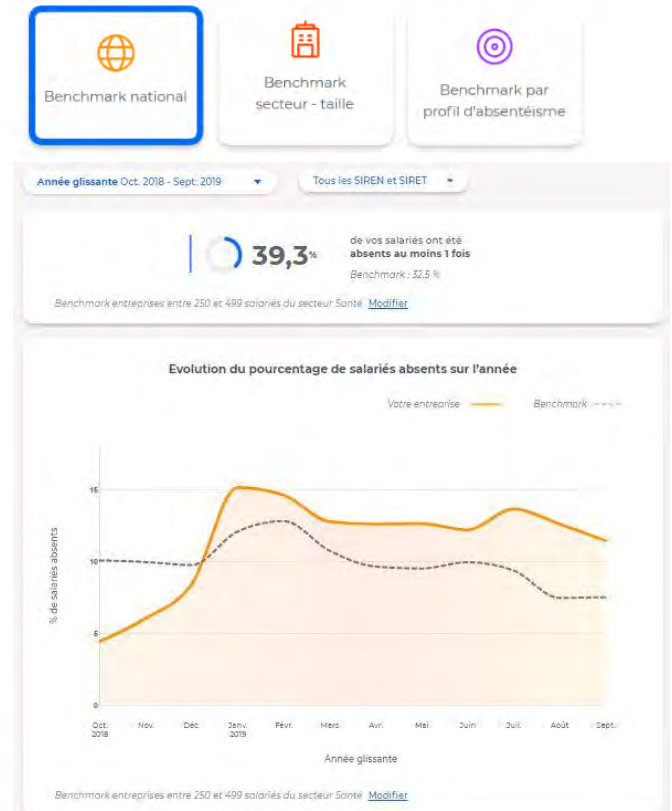 Benchmark national
Benchmark
secteur - taille
Benchmark par
profil d'absentéisme
Année glissante Oct. 2018 - Sept. 2019
Tous les SIREN et SIRET
39,3%
de vos salariés ont été
absents au moins 1 fois
Benchmark : 32,5 %
Benchmark entreprises entre 250 et 499 salariés du secteur Santé Modifier
Evolution du pourcentage de salariés absents sur l'année
Votre entreprise
Benchmark
% de salariés absents
15
10
5
0
Oct. 2018
Nov.
Déc.
Janv. 2019
Févr.
Mars
Avr.
Mai
Juin
Juil.
Août
Sept.
Année glissante
Benchmark entreprises entre 250 et 499 salariés du secteur Santé Modifier